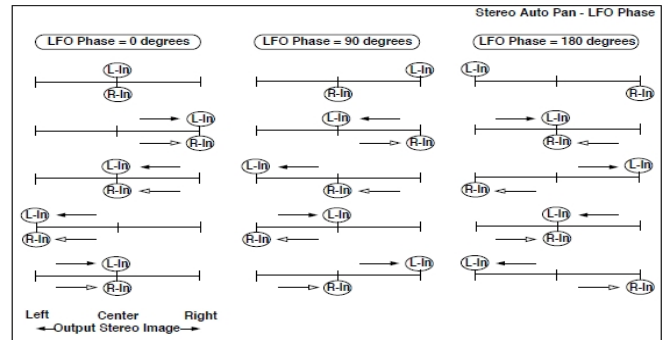 Stereo Auto Pan - LFO Phase
LFO Phase = 0 degrees LFO Phase = 90 degrees LFO Phase = 180 degrees
L-In L-In L-In
R-In R-In R-In
L-In L-In L-In
R-In R-In R-In
L-In L-In L-In
R-In R-In R-In
L-In L-In L-In
R-In R-In R-In
L-In L-In L-In
R-In R-In R-In
Left Center Right
Output Stereo Image